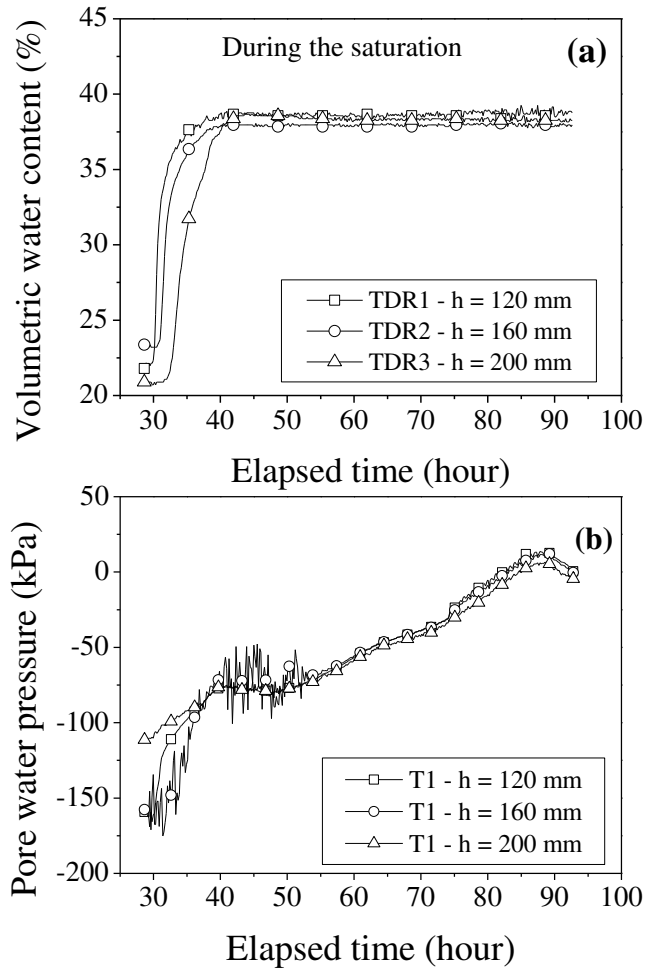 During the saturation
(a)
Volumetric water content (%)
45
40
35
30
25
20
TDR1 - h = 120 mm
TDR2 - h = 160 mm
TDR3 - h = 200 mm
30 40 50 60 70 80 90 100
Elapsed time (hour)
(b)
Pore water pressure (kPa)
50
0
-50
-100
-150
-200
T1 - h = 120 mm
T1 - h = 160 mm
T1 - h = 200 mm
30 40 50 60 70 80 90 100
Elapsed time (hour)